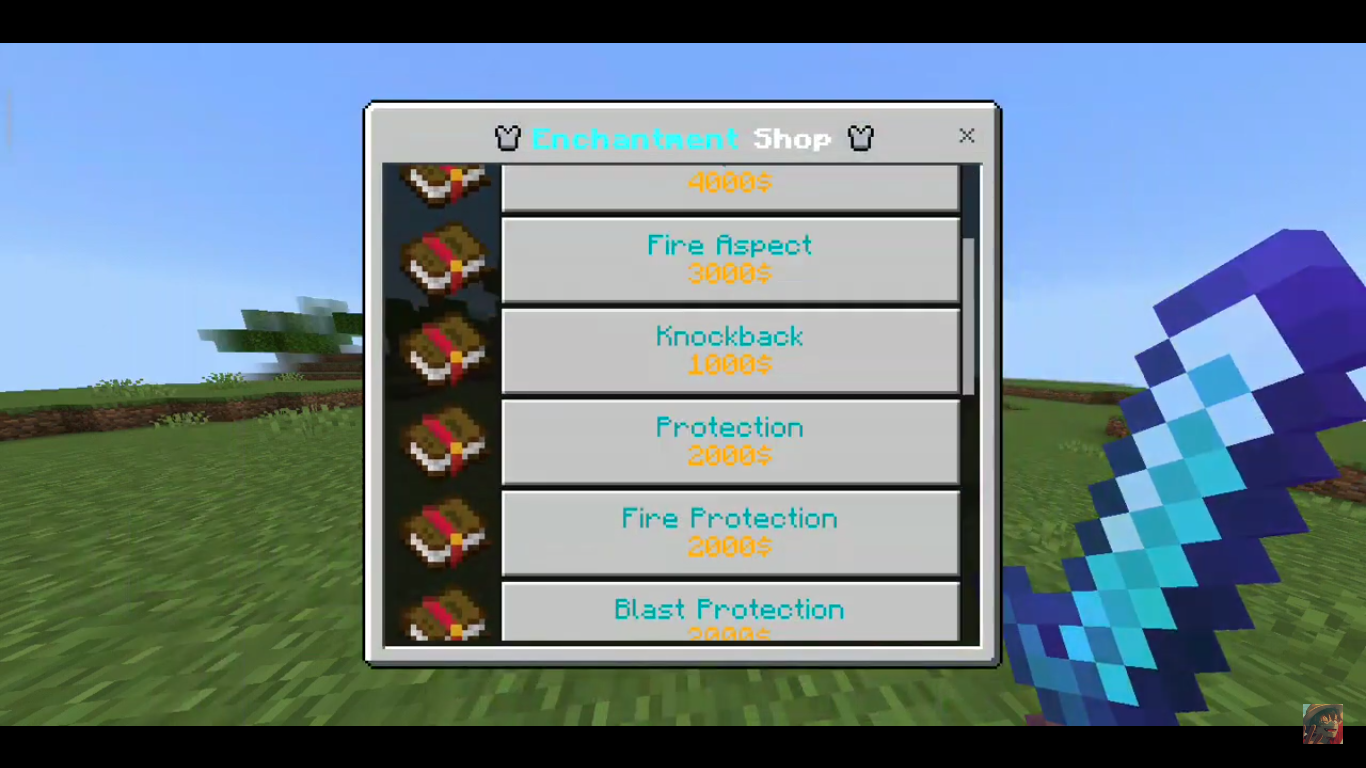 Enchantment Shop
4000$
Fire Aspect
3000$
Knockback
1000$
Protection
2000$
Fire Protection
2000$
Blast Protection